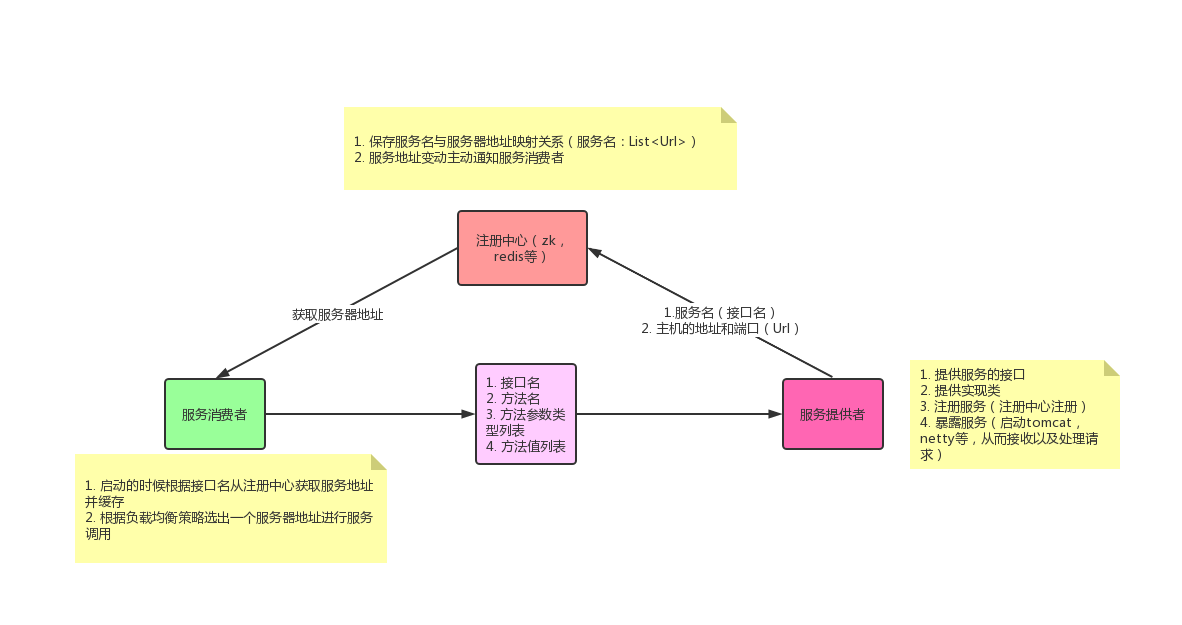 1. 保存服务名与服务器地址映射关系（服务名：List<Url>）
2. 服务地址变动主动通知服务消费者
注册中心（zk，
redis等）
获取服务器地址
1.服务名（接口名）
2. 主机的地址和端口（Url）
服务消费者
1. 接口名
2. 方法名
3. 方法参数类
型列表
4. 方法值列表
服务提供者
1. 提供服务的接口
2. 提供实现类
3. 注册服务（注册中心注册）
4. 暴露服务（启动tomcat，
netty等，从而接收以及处理请
求）
1. 启动的时候根据接口名从注册中心获取服务地址
并缓存
2. 根据负载均衡策略选出一个服务器地址进行服务
调用